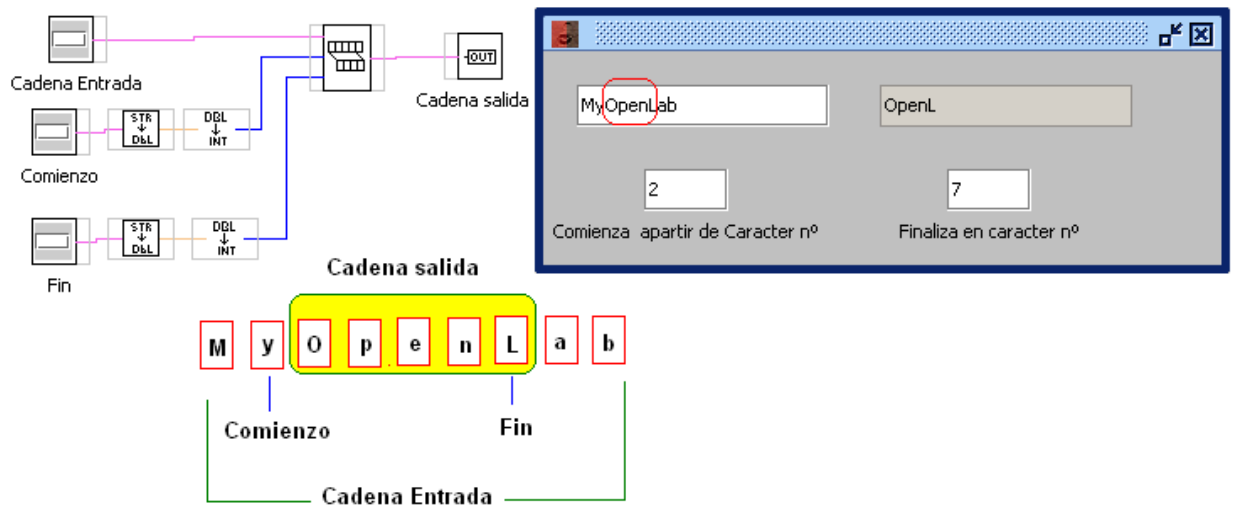 Cadena Entrada
OUT
Cadena salida
STR
DBL
DBL
INT
Comienzo
STR
DBL
DBL
INT
Fin
MyOpenLab
OpenL
2
7
Comienza apartir de Caracter nº
Finaliza en caracter nº
Cadena salida
M y O p e n L a b
Comienzo
Fin
Cadena Entrada